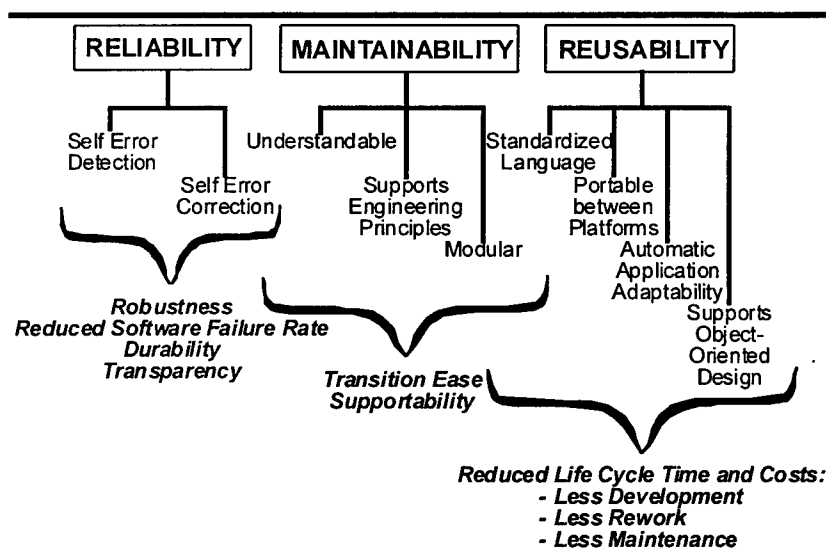 RELIABILITY
MAINTAINABILITY
REUSABILITY
Self Error
Detection
Self Error
Correction
Understandable
Supports
Engineering
Principles
Modular
Standardized
Language
Portable
between
Platforms
Automatic
Application
Adaptability
Supports
Object-
Oriented
Design
Robustness
Reduced Software Failure Rate
Durability
Transparency
Transition Ease
Supportability
Reduced Life Cycle Time and Costs:
- Less Development
- Less Rework
- Less Maintenance